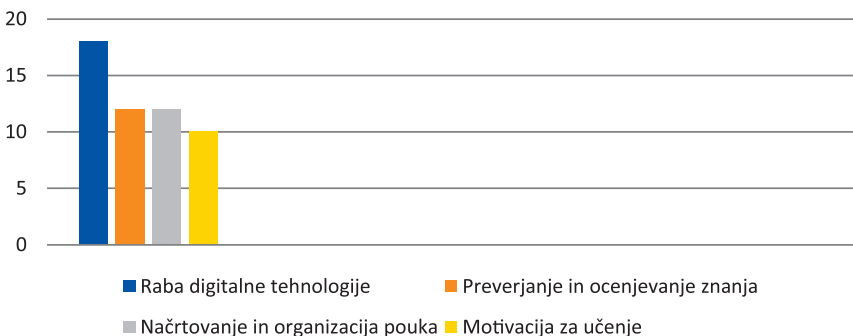 20
15
10
5
0
Raba digitalne tehnologije
Preverjanje in ocenjevanje znanja
Načrtovanje in organizacija pouka
Motivacija za učenje